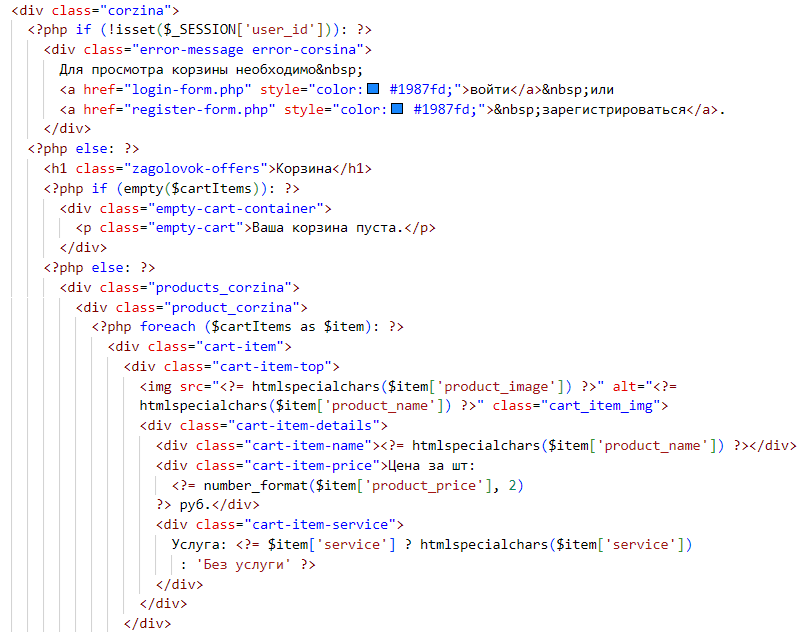 <div class="corzina">
<?php if (!isset($_SESSION['user_id'])): ?>
<div class="error-message error-corsina">
Для просмотра корзины необходимо&nbsp;
<a href="login-form.php" style="color: #1987fd;">войти</a>&nbsp;или
<a href="register-form.php" style="color: #1987fd;">&nbsp;зарегистрироваться</a>.
</div>
<?php else: ?>
<h1 class="zagolovok-offers">Корзина</h1>
<?php if (empty($cartItems)): ?>
<div class="empty-cart-container">
<p class="empty-cart">Ваша корзина пуста.</p>
</div>
<?php else: ?>
<div class="products_corzina">
<div class="product_corzina">
<?php foreach ($cartItems as $item): ?>
<div class="cart-item">
<div class="cart-item-top">
<img src="<?= htmlspecialchars($item['product_image']) ?>" alt="<?=
htmlspecialchars($item['product_name']) ?>" class="cart_item_img">
<div class="cart-item-details">
<div class="cart-item-name"><?= htmlspecialchars($item['product_name']) ?></div>
<div class="cart-item-price">Цена за шт:
<?= number_format($item['product_price'], 2)
?> руб.</div>
<div class="cart-item-service">
Услуга: <?= $item['service'] ? htmlspecialchars($item['service'])
: 'Без услуги' ?>
</div>
</div>
</div>